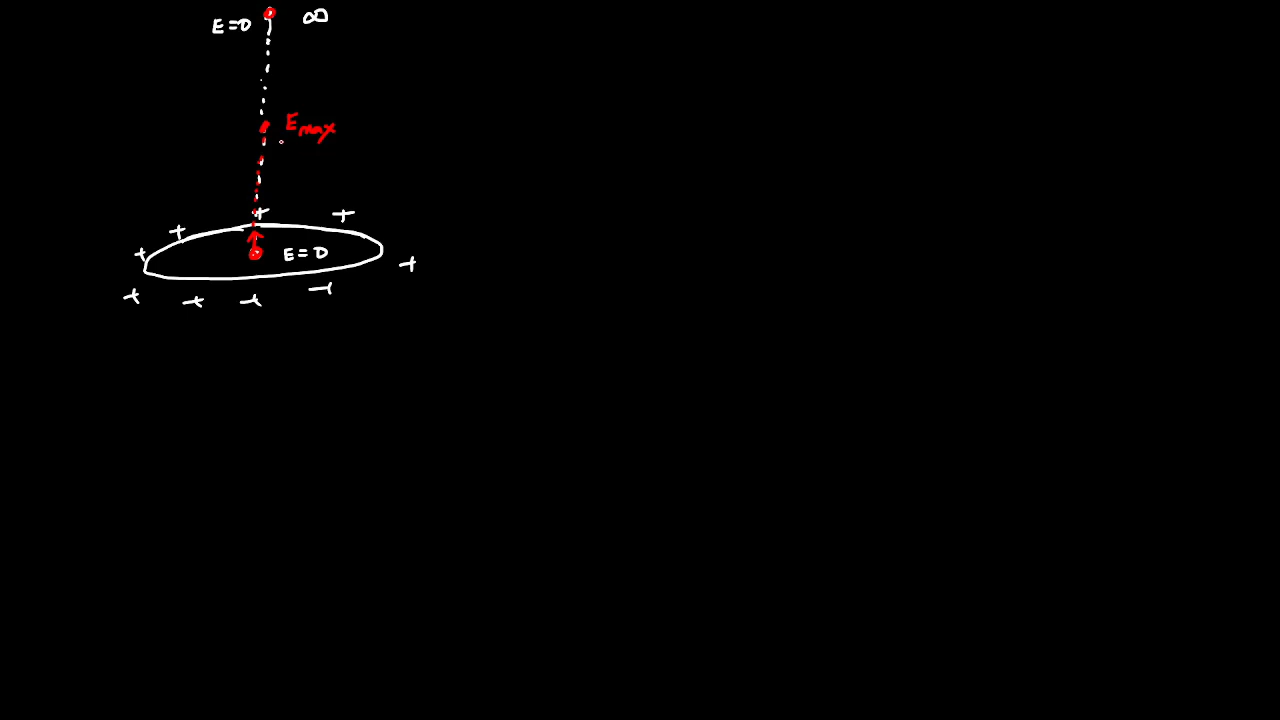 E=0 ∞
Emax
+ + +
+ E=0 +
+ + + +